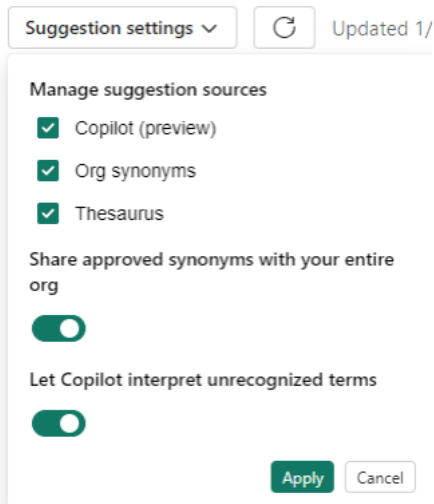 Suggestion settings
Updated 1/
Manage suggestion sources
Copilot (preview)
Org synonyms
Thesaurus
Share approved synonyms with your entire
org
Let Copilot interpret unrecognized terms
Apply Cancel